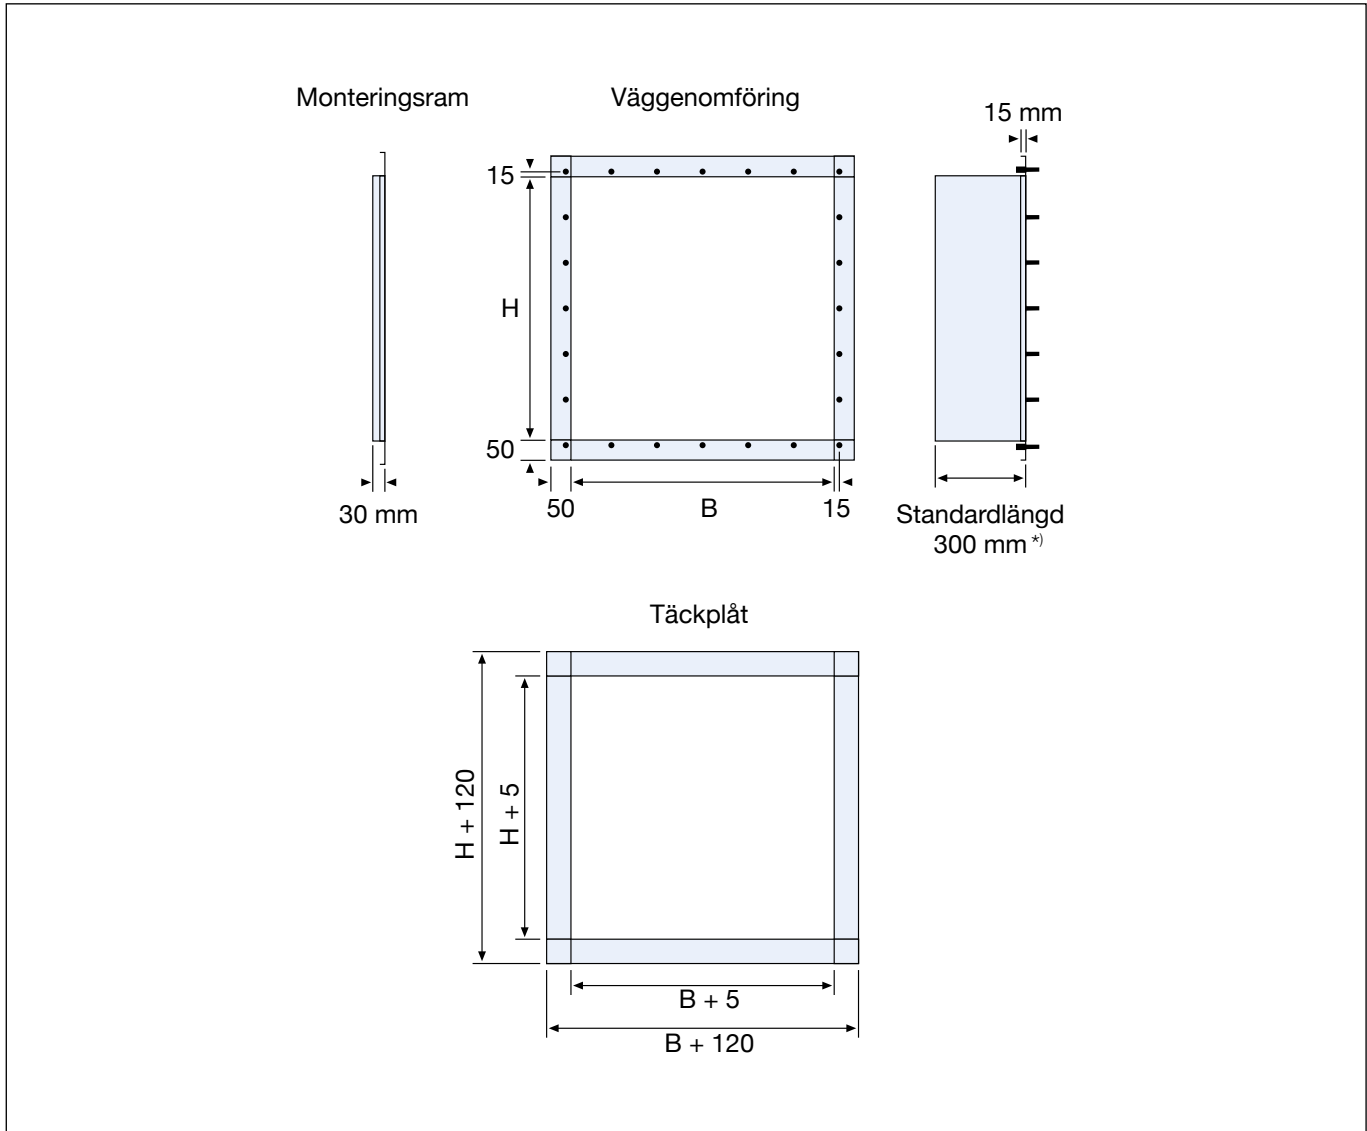 Monteringsram
Väggenomföring
15 mm
15
H
50
30 mm
50
B
15
Standardlängd
300 mm *)
Täckplåt
H + 120
H + 5
B + 5
B + 120